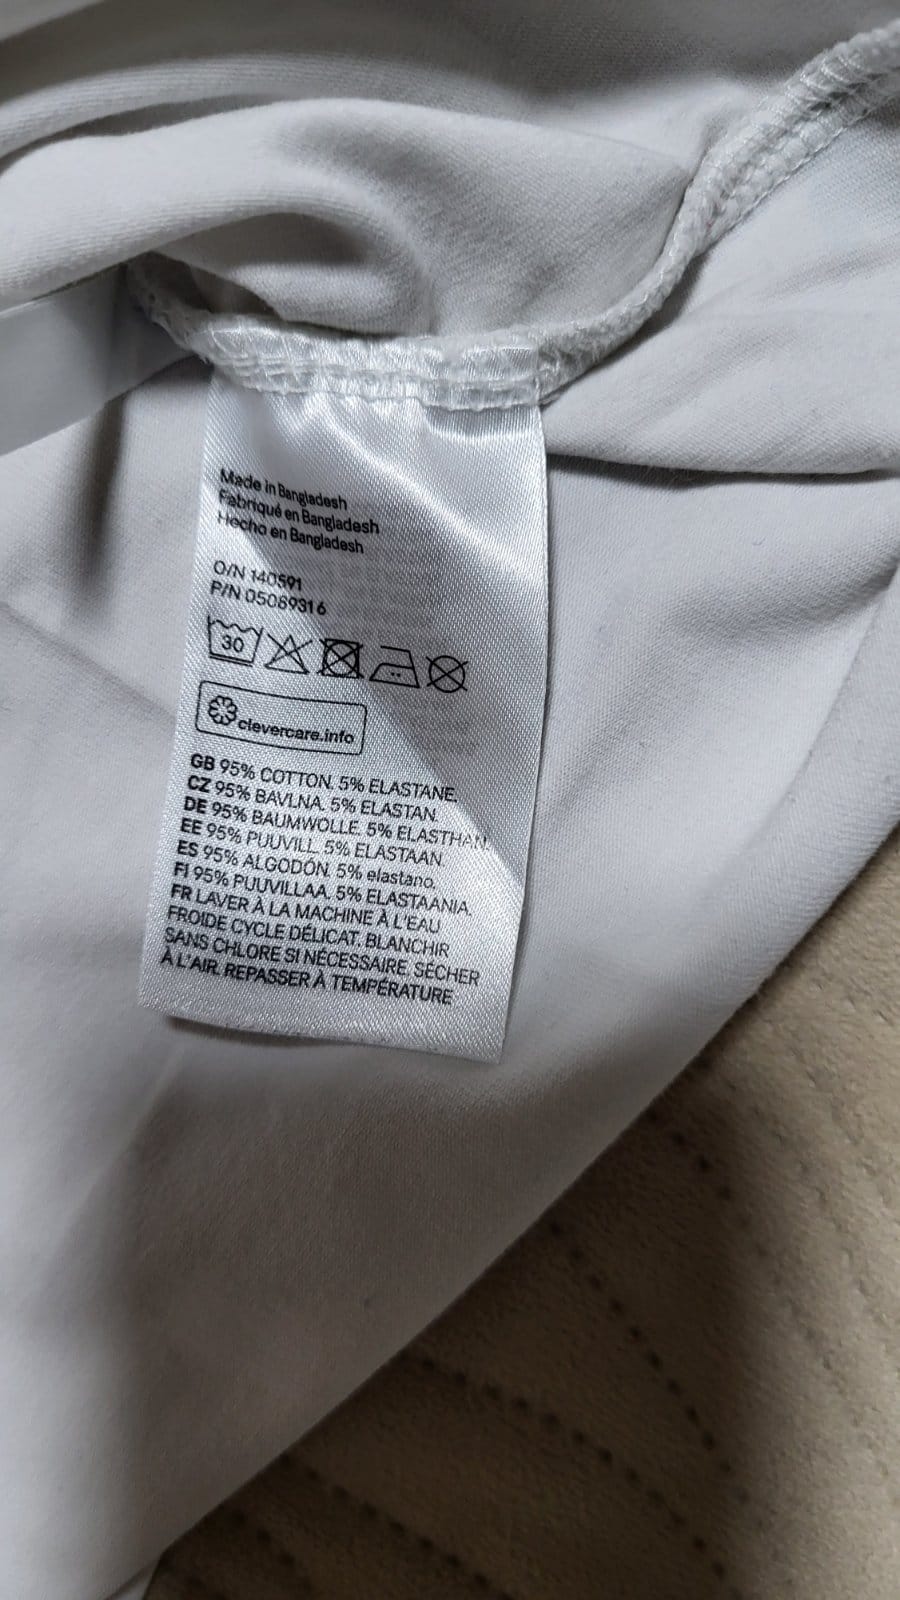 Made in Bangladesh
Fabriqué en Bangladesh
Hecho en Bangladesh
O/N 140591
P/N 05089316
30
clevercare.info
GB 95% COTTON. 5% ELASTANE.
CZ 95% BAVLNA. 5% ELASTAN.
DE 95% BAUMWOLLE. 5% ELASTHAN.
EE 95% PUUVILL. 5% ELASTAAN.
ES 95% ALGODÓN. 5% elastano.
FI 95% PUUVILLAA. 5% ELASTAANIA.
FR LAVER À LA MACHINE À L'EAU
FROIDE CYCLE DÉLICAT. BLANCHIR
SANS CHLORE SI NÉCESSAIRE. SÉCHER
À L'AIR. REPASSER À TEMPÉRATURE